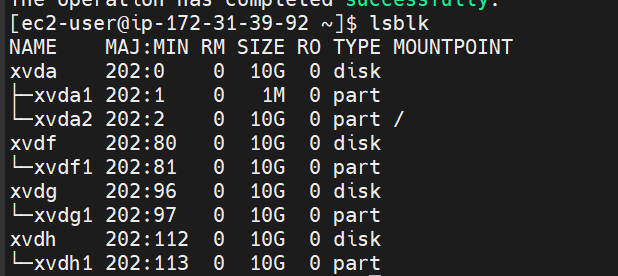 The operation has completed successfully.
[ec2-user@ip-172-31-39-92 ~]$ lsblk
NAME    MAJ:MIN RM SIZE RO TYPE MOUNTPOINT
xvda    202:0    0  10G  0 disk
├─xvda1 202:1    0   1M  0 part
└─xvda2 202:2    0  10G  0 part /
xvdf    202:80   0  10G  0 disk
└─xvdf1 202:81   0  10G  0 part
xvdg    202:96   0  10G  0 disk
└─xvdg1 202:97   0  10G  0 part
xvdh    202:112  0  10G  0 disk
└─xvdh1 202:113  0  10G  0 part